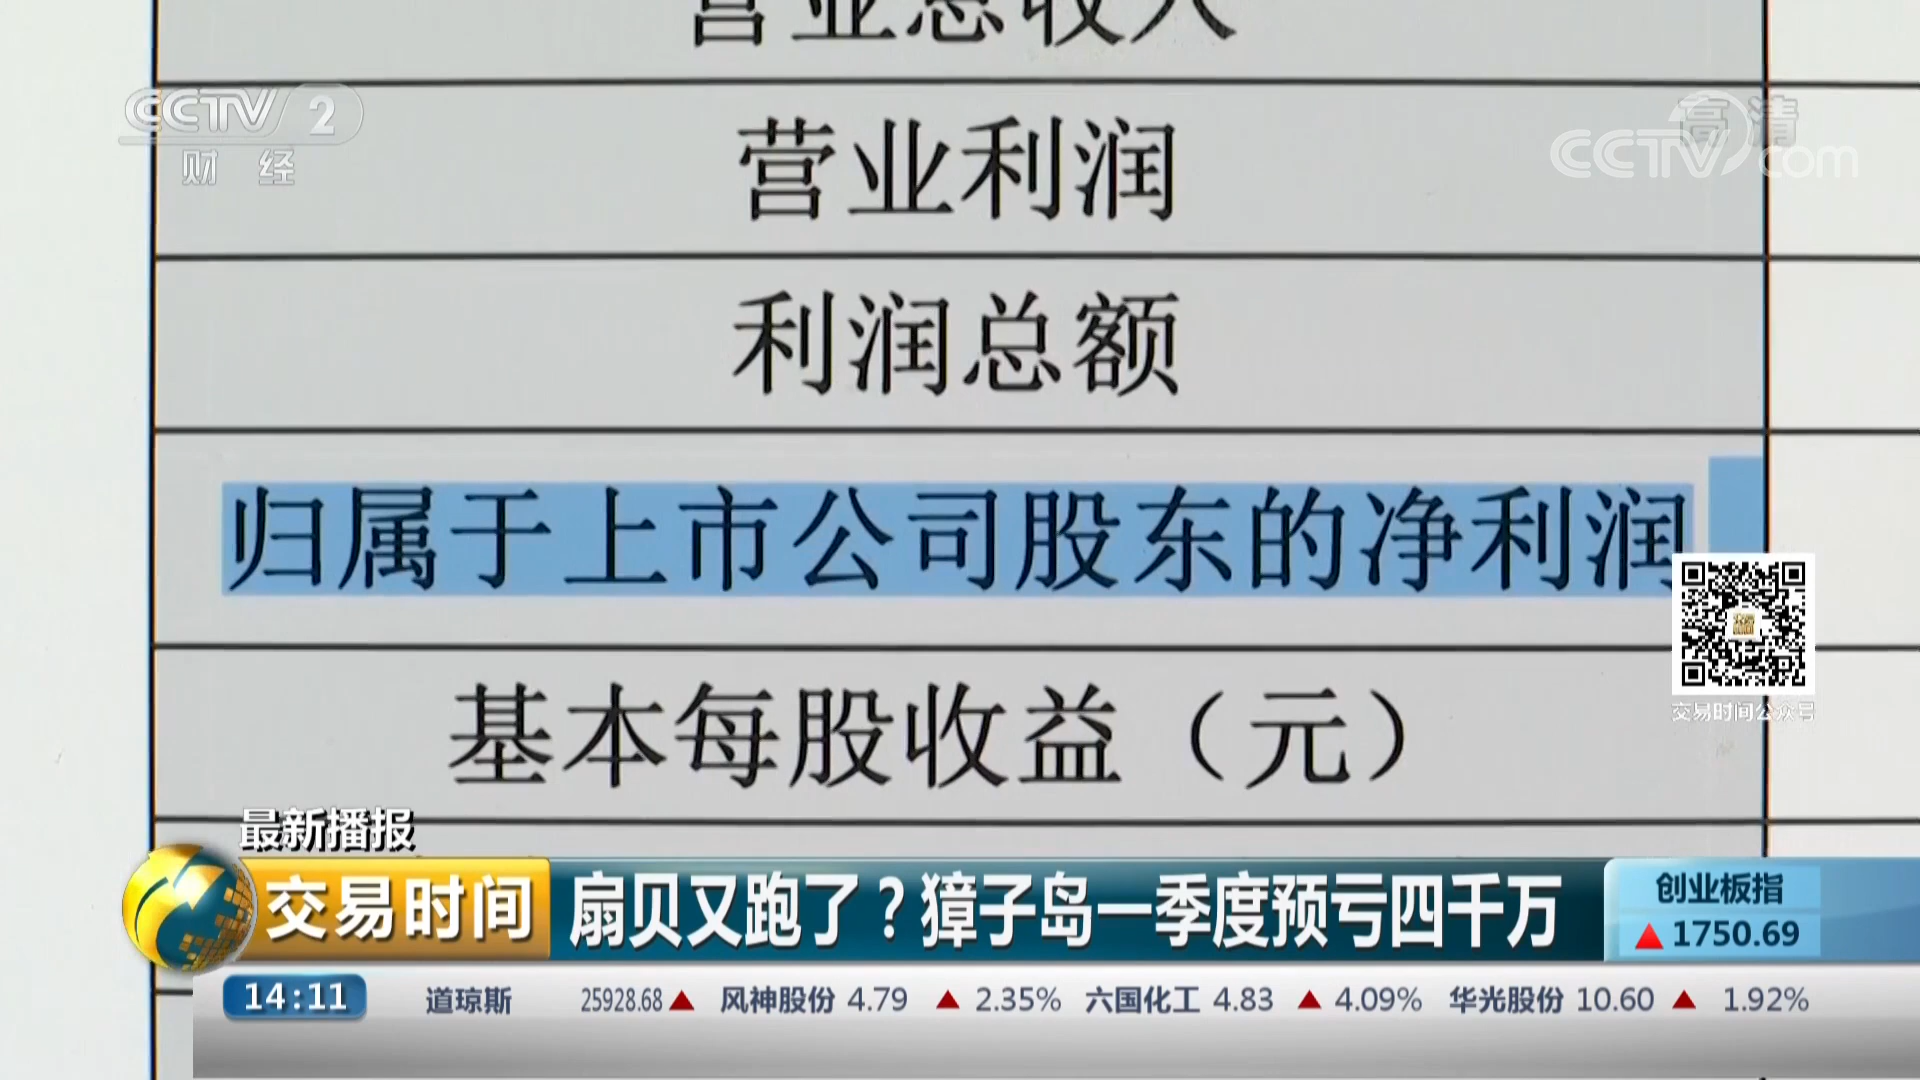 营业总收入
CCTV 2
财 经
高清
CCTV.com
营业利润
利润总额
归属于上市公司股东的净利润
基本每股收益（元）
交易时间公众号
最新播报
交易时间
扇贝又跑了？獐子岛一季度预亏四千万
创业板指
▲ 1750.69
14:11 道琼斯 25928.68 ▲ 风神股份 4.79 ▲ 2.35% 六国化工 4.83 ▲ 4.09% 华光股份 10.60 ▲ 1.92%